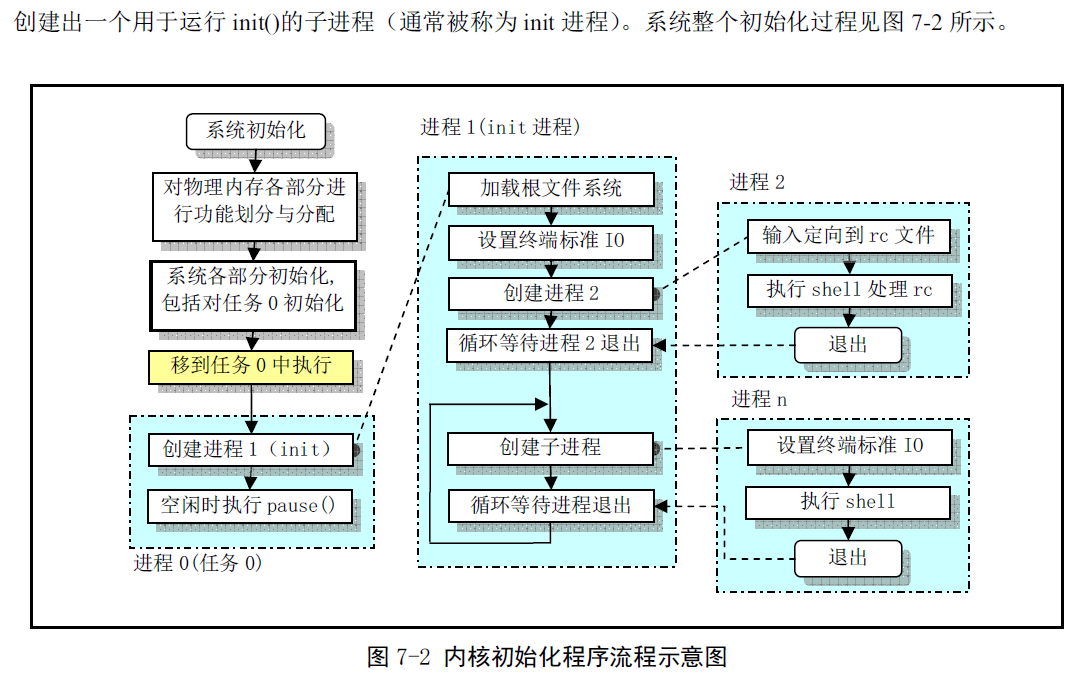 创建出一个用于运行 init()的子进程（通常被称为 init 进程）。系统整个初始化过程见图 7-2 所示。
系统初始化
对物理内存各部分进
行功能划分与分配
系统各部分初始化,
包括对任务 0 初始化
移到任务 0 中执行
创建进程 1（init）
空闲时执行 pause()
进程 0(任务 0)
进程 1(init 进程)
加载根文件系统
设置终端标准 IO
创建进程 2
循环等待进程 2 退出
创建子进程
循环等待进程退出
进程 2
输入定向到 rc 文件
执行 shell 处理 rc
退出
进程 n
设置终端标准 IO
执行 shell
退出
图 7-2 内核初始化程序流程示意图